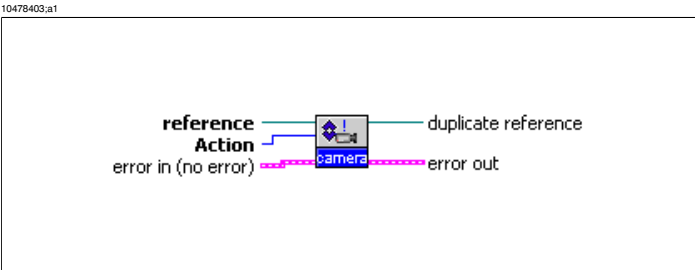 10478403;a1
reference
duplicate reference
Action
!
camera
error in (no error)
error out